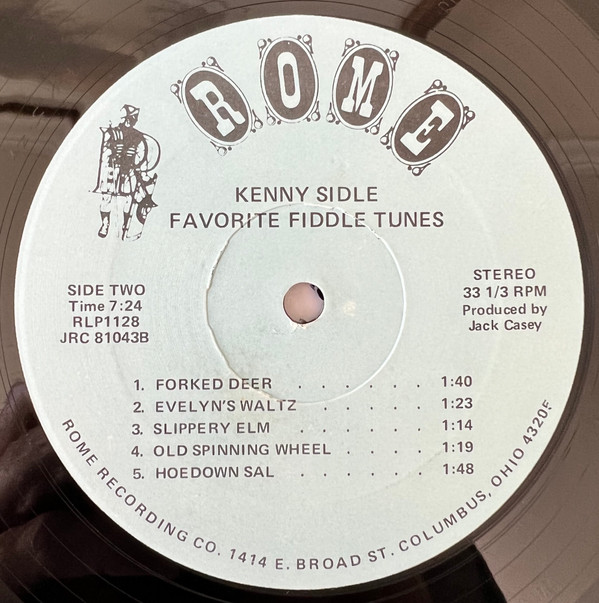 ROME
KENNY SIDLE
FAVORITE FIDDLE TUNES
SIDE TWO
Time 7:24
RLP1128
JRC 81043B
STEREO
33 1/3 RPM
Produced by
Jack Casey
1. FORKED DEER . . . . . . 1:40
2. EVELYN'S WALTZ . . . . . 1:23
3. SLIPPERY ELM . . . . . . 1:14
4. OLD SPINNING WHEEL . . . . 1:19
5. HOEDOWN SAL . . . . . . 1:48
ROME RECORDING CO. 1414 E. BROAD ST. COLUMBUS, OHIO 4320F